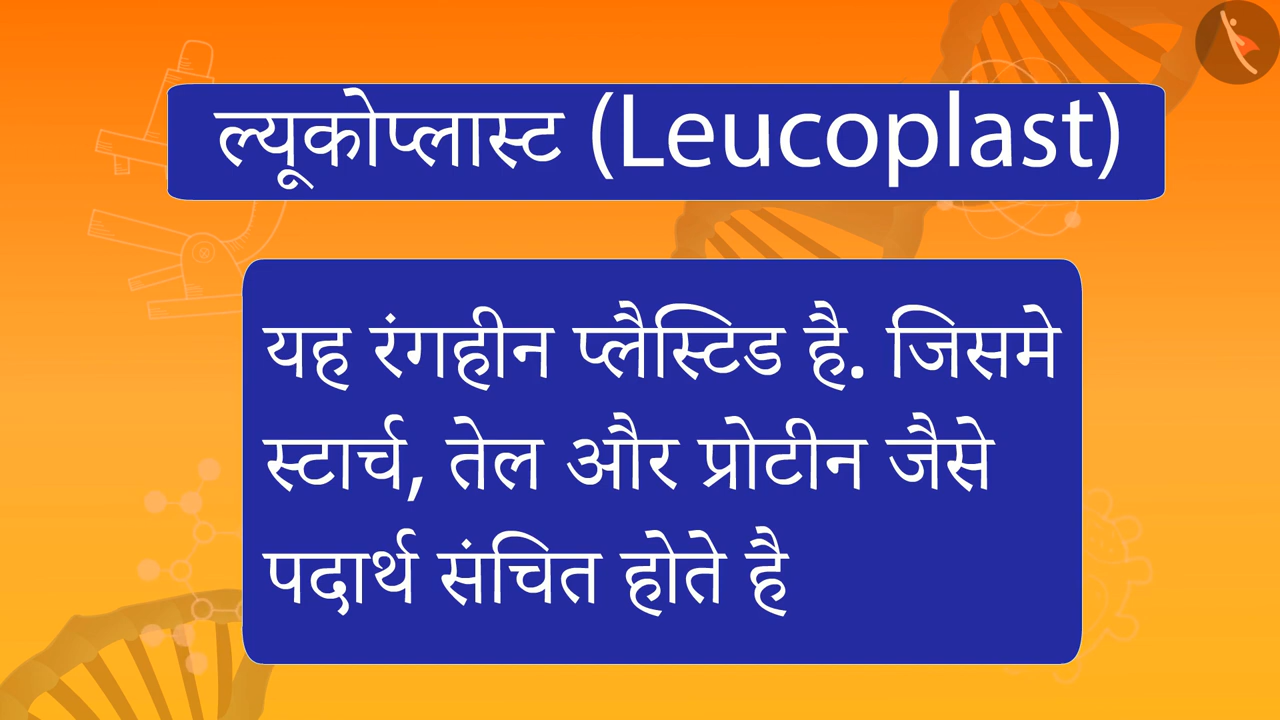 ल्यूकोप्लास्ट (Leucoplast)
यह रंगहीन प्लैस्टिड है. जिसमे
स्टार्च, तेल और प्रोटीन जैसे
पदार्थ संचित होते है